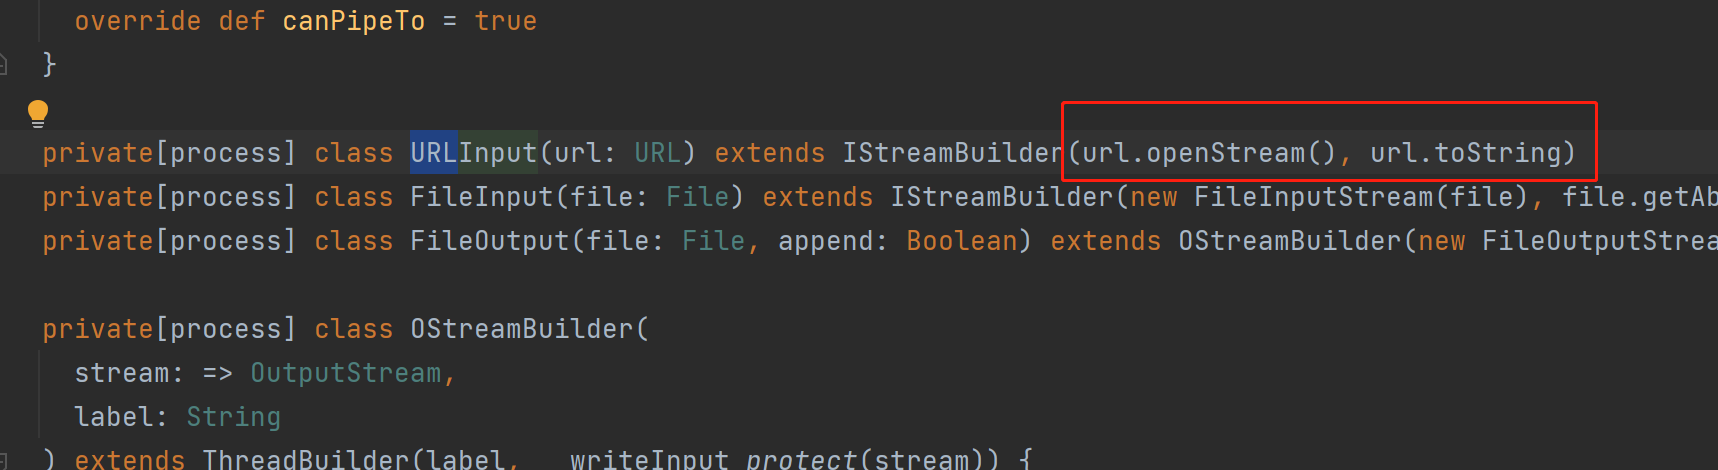 override def canPipeTo = true
}
private[process] class URLInput(url: URL) extends IStreamBuilder(url.openStream(), url.toString)
private[process] class FileInput(file: File) extends IStreamBuilder(new FileInputStream(file), file.getAb
private[process] class FileOutput(file: File, append: Boolean) extends OStreamBuilder(new FileOutputStrea
private[process] class OStreamBuilder(
stream: => OutputStream,
label: String
) extends ThreadBuilder(label, _ writeInput protect(stream)) {